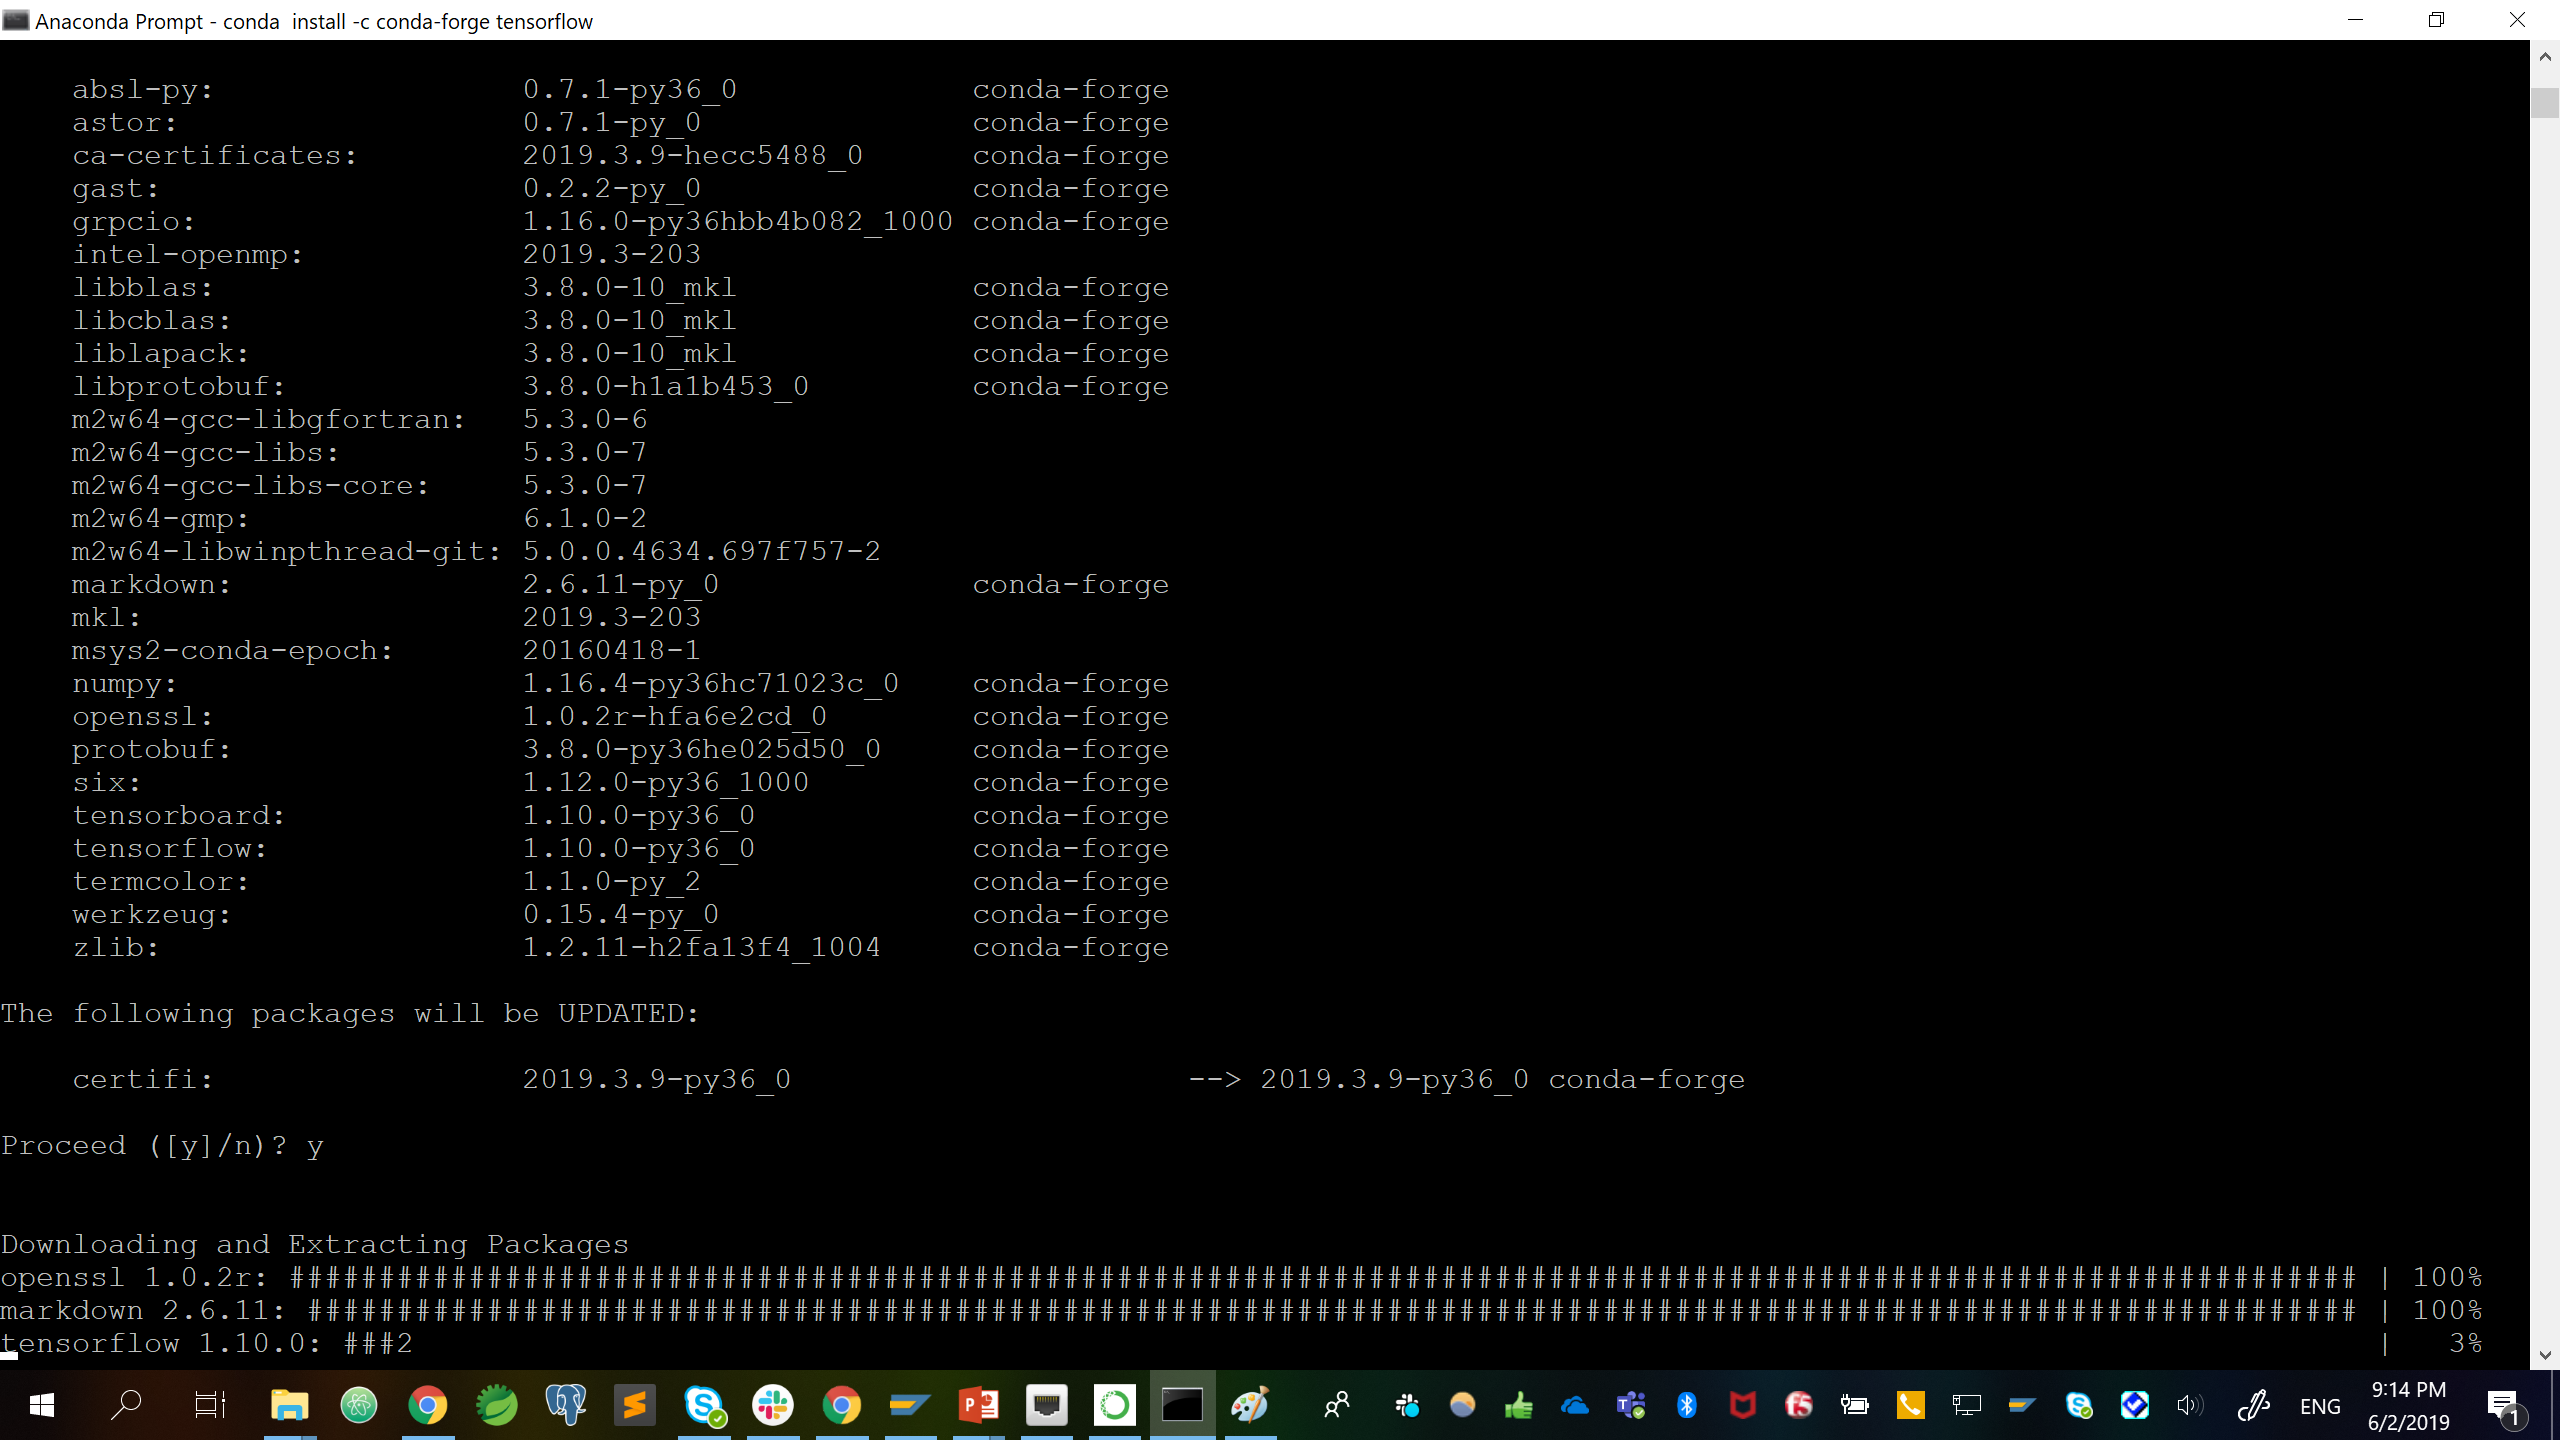 Anaconda Prompt - conda  install -c conda-forge tensorflow
absl-py: 0.7.1-py36_0 conda-forge
astor: 0.7.1-py_0 conda-forge
ca-certificates: 2019.3.9-hecc5488_0 conda-forge
gast: 0.2.2-py_0 conda-forge
grpcio: 1.16.0-py36hbb4b082_1000 conda-forge
intel-openmp: 2019.3-203
libblas: 3.8.0-10_mkl conda-forge
libcblas: 3.8.0-10_mkl conda-forge
liblapack: 3.8.0-10_mkl conda-forge
libprotobuf: 3.8.0-h1a1b453_0 conda-forge
m2w64-gcc-libgfortran: 5.3.0-6
m2w64-gcc-libs: 5.3.0-7
m2w64-gcc-libs-core: 5.3.0-7
m2w64-gmp: 6.1.0-2
m2w64-libwinpthread-git: 5.0.0.4634.697f757-2
markdown: 2.6.11-py_0 conda-forge
mkl: 2019.3-203
msys2-conda-epoch: 20160418-1
numpy: 1.16.4-py36hc71023c_0 conda-forge
openssl: 1.0.2r-hfa6e2cd_0 conda-forge
protobuf: 3.8.0-py36he025d50_0 conda-forge
six: 1.12.0-py36_1000 conda-forge
tensorboard: 1.10.0-py36_0 conda-forge
tensorflow: 1.10.0-py36_0 conda-forge
termcolor: 1.1.0-py_2 conda-forge
werkzeug: 0.15.4-py_0 conda-forge
zlib: 1.2.11-h2fa13f4_1004 conda-forge
The following packages will be UPDATED:
certifi: 2019.3.9-py36_0 --> 2019.3.9-py36_0 conda-forge
Proceed ([y]/n)? y
Downloading and Extracting Packages
openssl 1.0.2r: ################################################################################################################### | 100%
markdown 2.6.11: ################################################################################################################## | 100%
tensorflow 1.10.0: ###2 | 3%
ENG
9:14 PM
6/2/2019
1